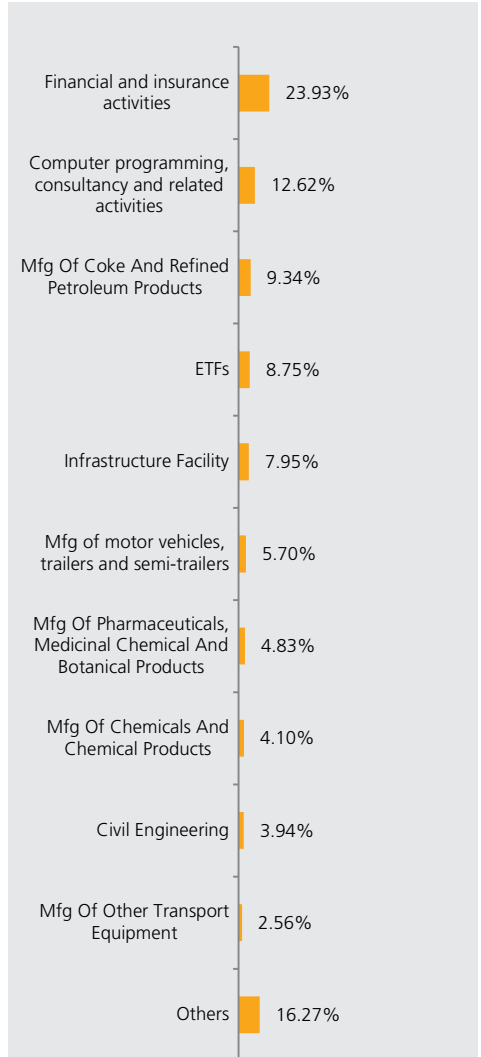 Financial and insurance
activities
23.93%
Computer programming,
consultancy and related
activities
12.62%
Mfg Of Coke And Refined
Petroleum Products
9.34%
ETFs
8.75%
Infrastructure Facility
7.95%
Mfg of motor vehicles,
trailers and semi-trailers
5.70%
Mfg Of Pharmaceuticals,
Medicinal Chemical And
Botanical Products
4.83%
Mfg Of Chemicals And
Chemical Products
4.10%
Civil Engineering
3.94%
Mfg Of Other Transport
Equipment
2.56%
Others
16.27%